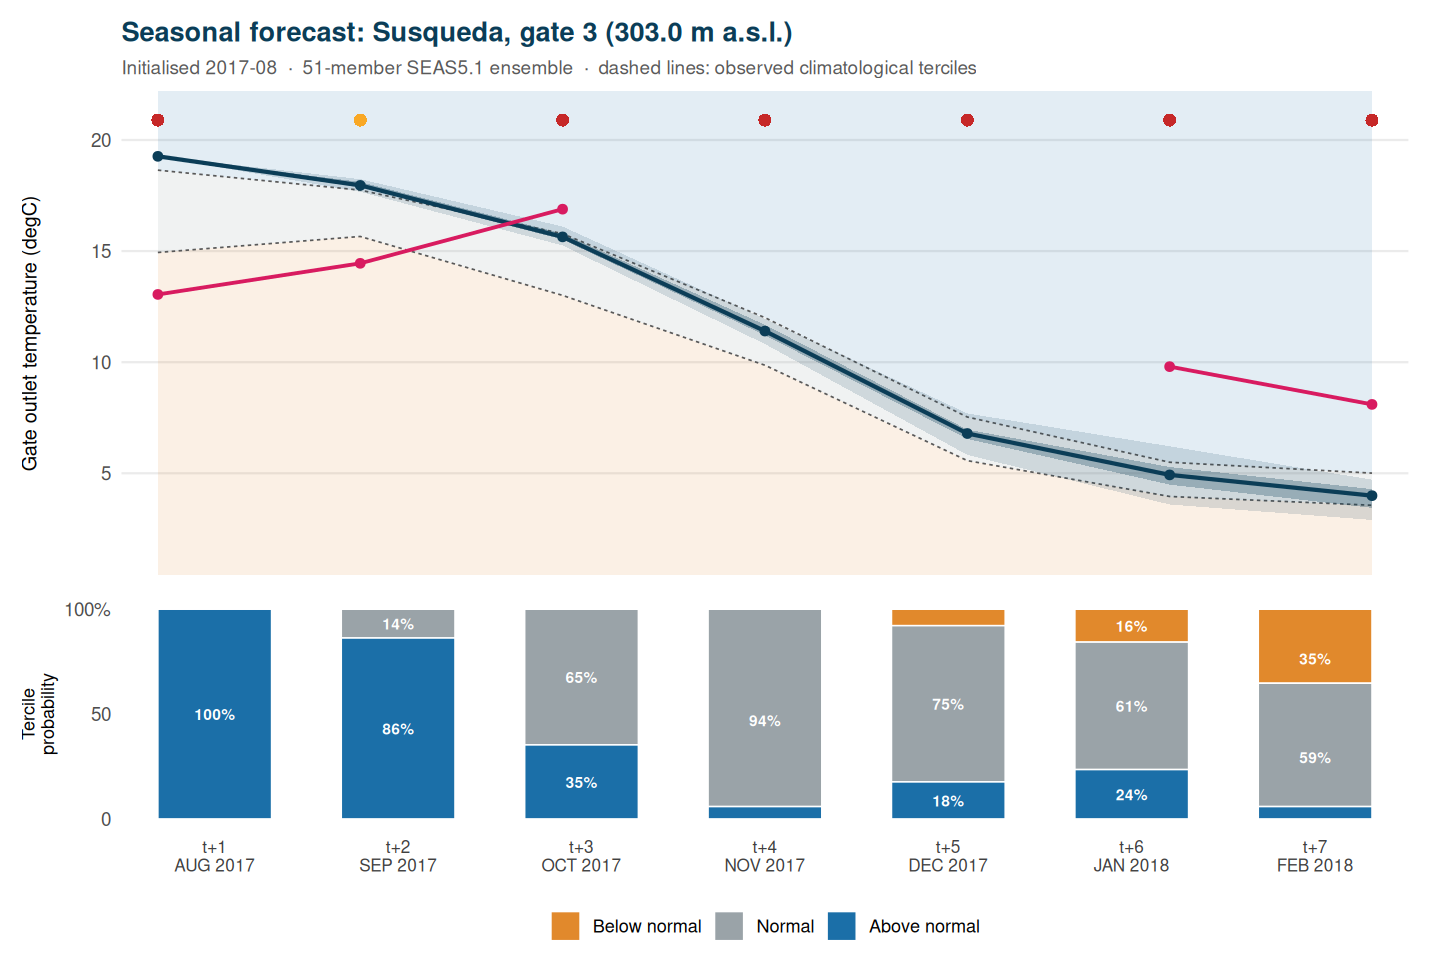 Seasonal forecast: Susqueda, gate 3 (303.0 m a.s.l.)
Initialised 2017-08 · 51-member SEAS5.1 ensemble · dashed lines: observed climatological terciles
Gate outlet temperature (degC)
20
15
10
5
Tercile
probability
100%
50
0
100%
14%
86%
65%
35%
94%
75%
18%
16%
61%
24%
35%
59%
t+1
AUG 2017
t+2
SEP 2017
t+3
OCT 2017
t+4
NOV 2017
t+5
DEC 2017
t+6
JAN 2018
t+7
FEB 2018
Below normal
Normal
Above normal